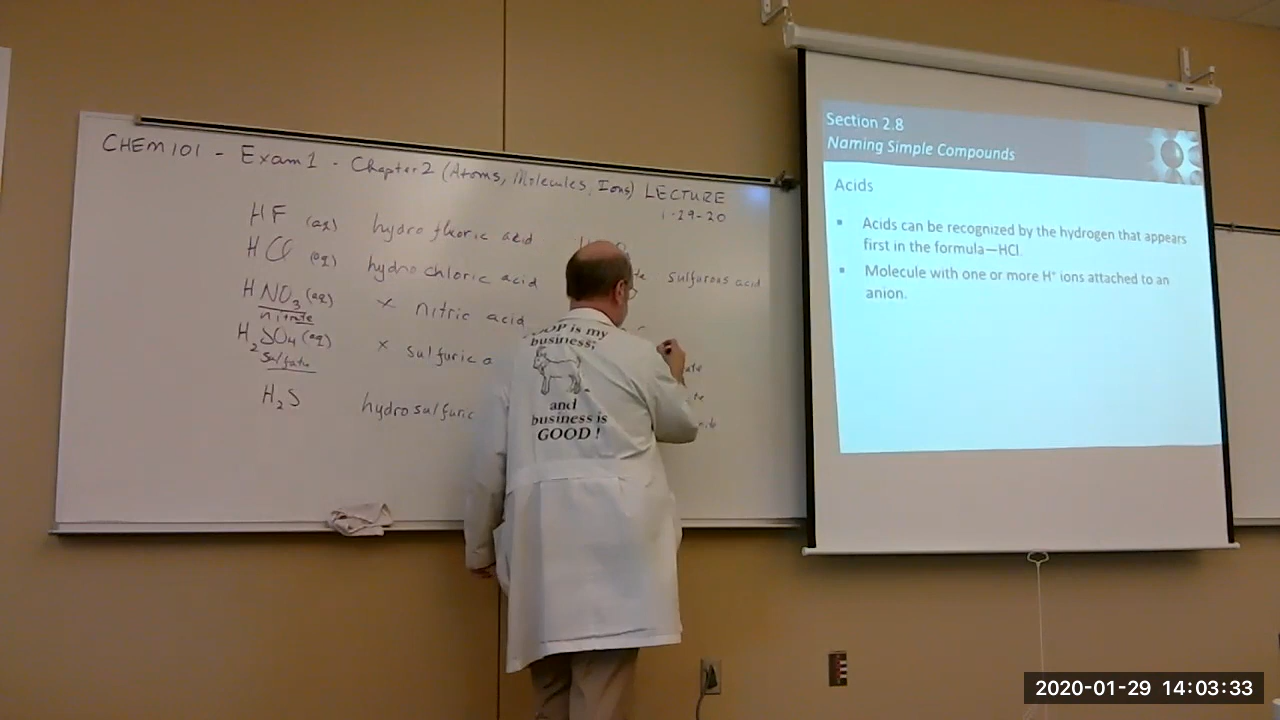 CHEM 101 - Exam 1 - Chapter 2 (Atoms, Molecules, Ions) LECTURE
1-29-20
HF (aq) hydrofluoric acid
HCl (aq) hydrochloric acid
sulfurous acid
HNO3 (aq) x nitric acid
nitrate
H2SO4 (aq) x sulfuric a
sulfate
H2S hydrosulfuric
OP is my
business;
and
business is
GOOD!
Section 2.8
Naming Simple Compounds
Acids
▪ Acids can be recognized by the hydrogen that appears
first in the formula—HCl.
▪ Molecule with one or more H+ ions attached to an
anion.
2020-01-29 14:03:33